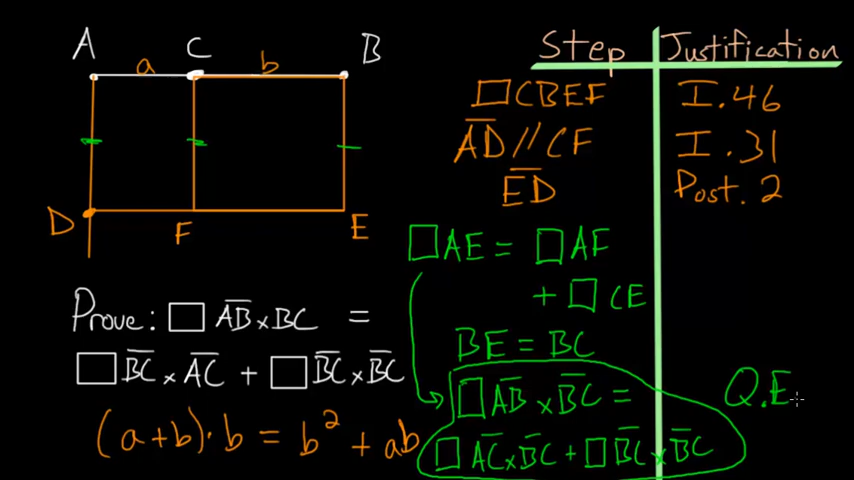 A C B
a b
D F E
Prove: □ AB × BC =
□ BC × AC + □ BC × BC
(a+b)·b = b² + ab
Step Justification
□CBEF I.46
AD // CF I.31
ED Post. 2
□AE = □AF
+ □ CE
BE = BC
□ AB × BC =
□ AC × BC + □ BC × BC
Q.E